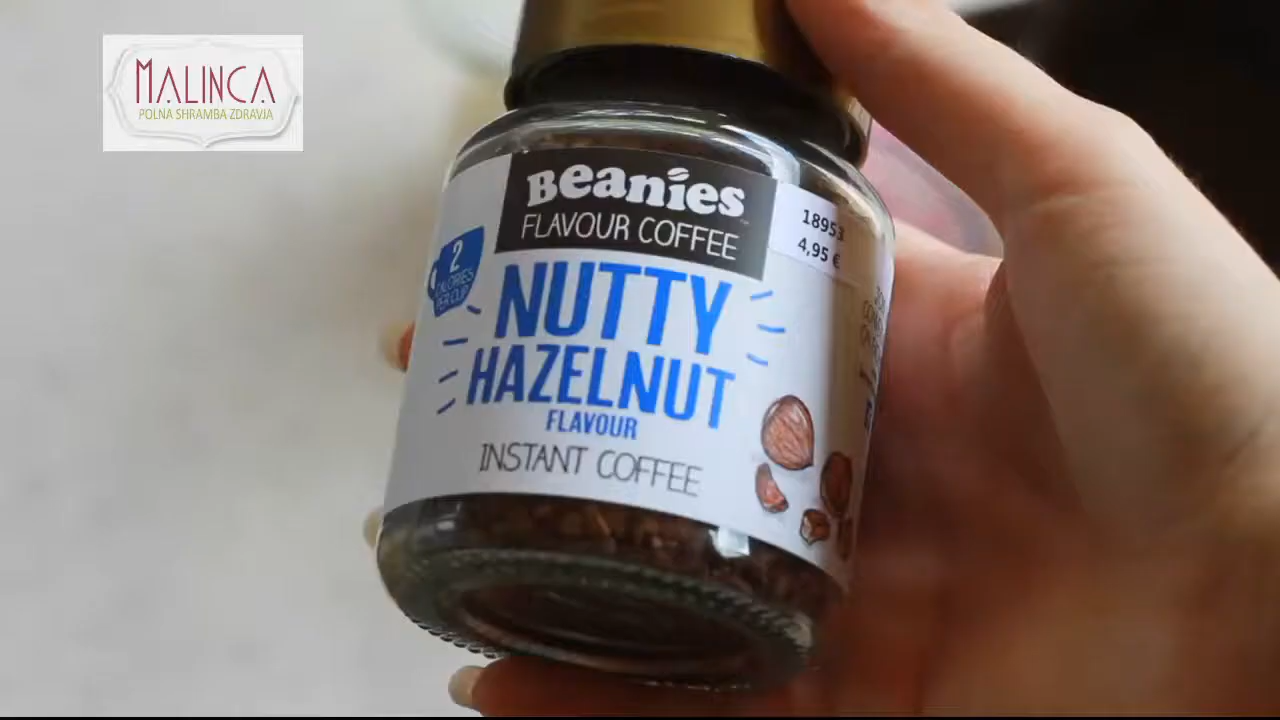 MALINCA
POLNA SHRAMBA ZDRAVJA
Beanies
FLAVOUR COFFEE
18953
4,95 €
2
CALORIES
PER CUP
NUTTY
HAZELNUT
FLAVOUR
INSTANT COFFEE